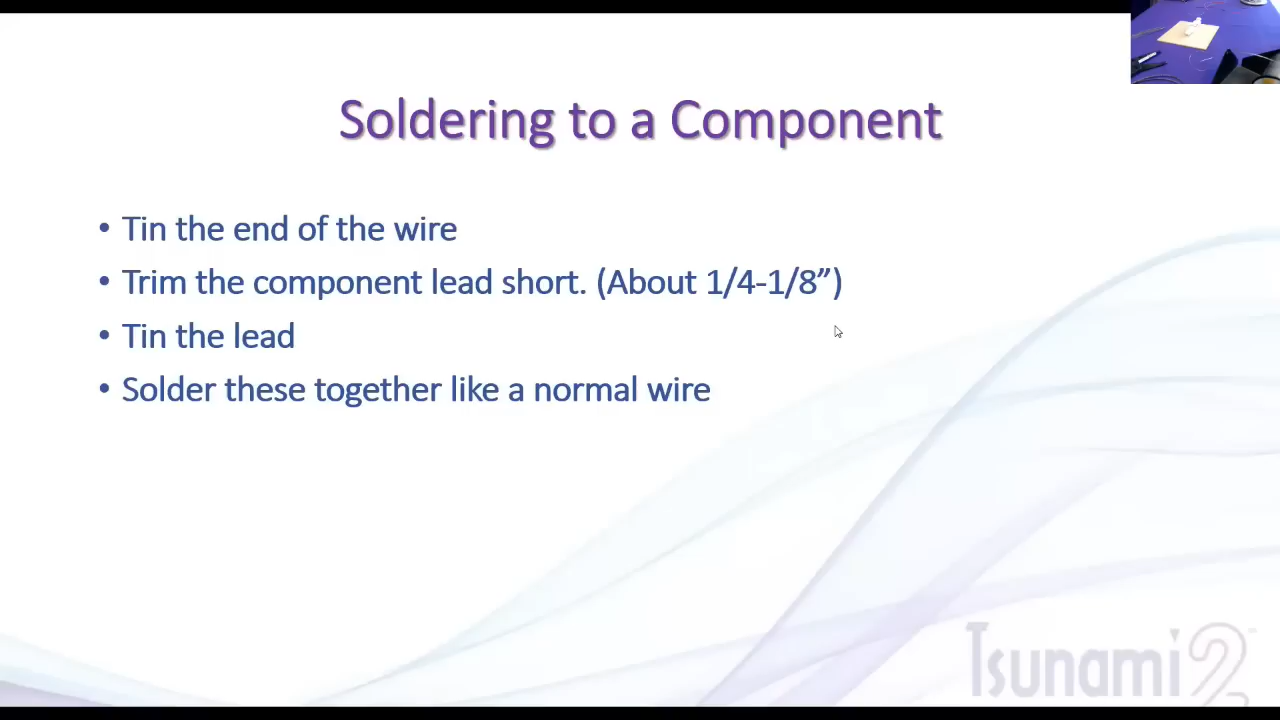 Soldering to a Component
• Tin the end of the wire
• Trim the component lead short. (About 1/4-1/8”)
• Tin the lead
• Solder these together like a normal wire
Tsunami2™